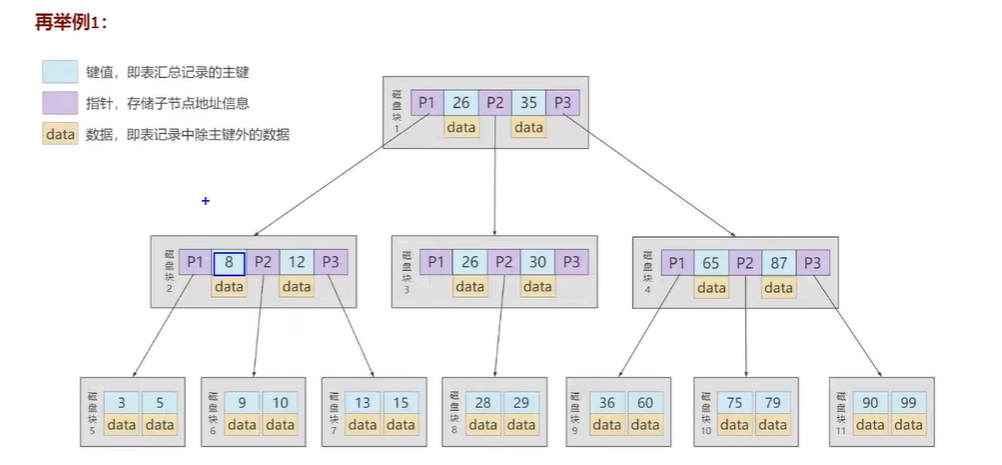 再举例1：
键值，即表汇总记录的主键
指针，存储子节点地址信息
data 数据，即表记录中除主键外的数据
磁盘块1 P1 26 P2 35 P3
data data
磁盘块2 P1 8 P2 12 P3
data data
磁盘块3 P1 26 P2 30 P3
data data
磁盘块4 P1 65 P2 87 P3
data data
磁盘块5 3 5
data data
磁盘块6 9 10
data data
磁盘块7 13 15
data data
磁盘块8 28 29
data data
磁盘块9 36 60
data data
磁盘块10 75 79
data data
磁盘块11 90 99
data data